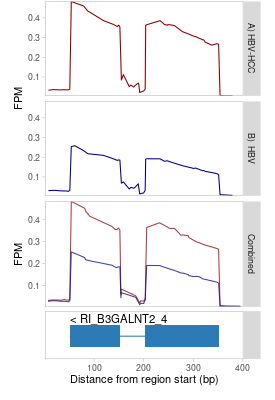 0.4
0.3
0.2
0.1
A) HBV-HCC
FPM
0.4
0.3
0.2
0.1
B) HBV
0.4
0.3
0.2
0.1
Combined
FPM
< RI_B3GALNT2_4
100
200
300
400
Distance from region start (bp)